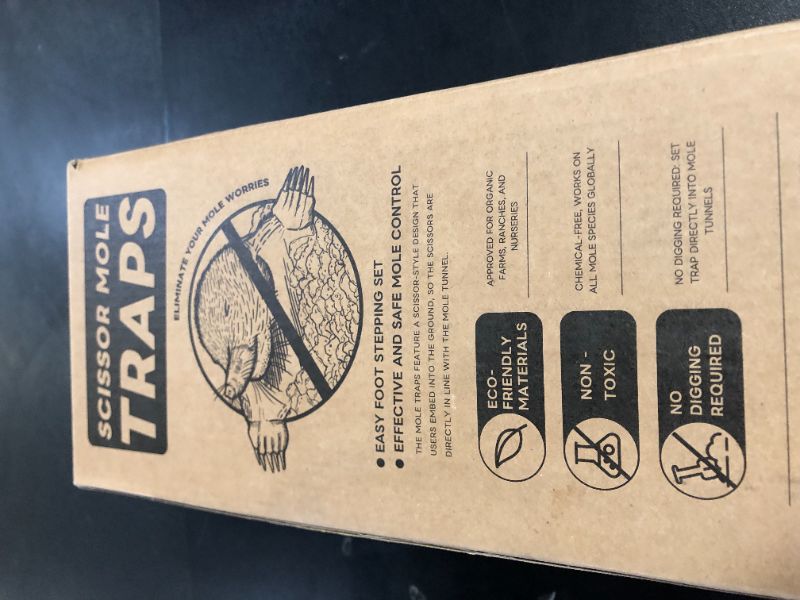 SCISSOR MOLE
TRAPS
ELIMINATE YOUR MOLE WORRIES
● EASY FOOT STEPPING SET
● EFFECTIVE AND SAFE MOLE CONTROL
THE MOLE TRAPS FEATURE A SCISSOR-STYLE DESIGN THAT
USERS EMBED INTO THE GROUND, SO THE SCISSORS ARE
DIRECTLY IN LINE WITH THE MOLE TUNNEL.
ECO-
FRIENDLY
MATERIALS
APPROVED FOR ORGANIC
FARMS, RANCHES, AND
NURSERIES
NON -
TOXIC
CHEMICAL-FREE, WORKS ON
ALL MOLE SPECIES GLOBALLY
NO
DIGGING
REQUIRED
NO DIGGING REQUIRED: SET
TRAP DIRECTLY INTO MOLE
TUNNELS